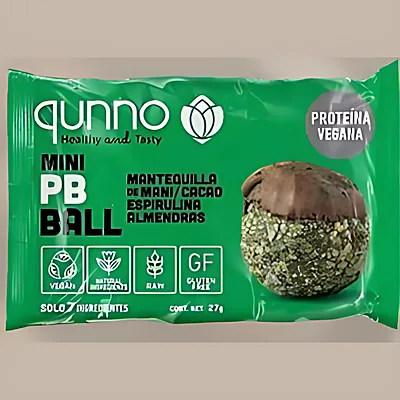 qunno
Healthy and Tasty
PROTEÍNA
VEGANA
MINI
PB
BALL
MANTEQUILLA
DE MANI/CACAO
ESPIRULINA
ALMENDRAS
VEGAN
NATURAL
INGREDIENTS
RAW
GF
GLUTEN
FREE
SOLO 7 INGREDIENTES
CONT. NET. 27g